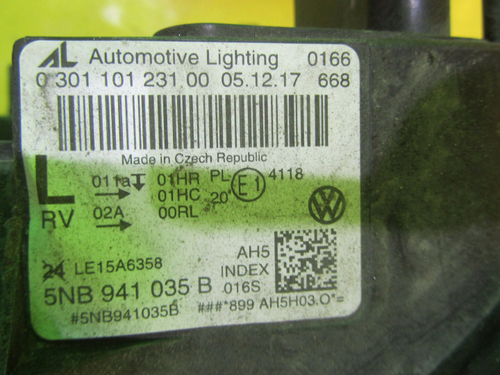 AL Automotive Lighting 0166
0 301 101 231 00 05.12.17 668
Made in Czech Republic
L 011a 01HR PL E1 4118
01HC 20
RV 02A 00RL
24 LE15A6358 AH5
INDEX
5NB 941 035 B 016S
#5NB941035B ###*899 AH5H03.O*=